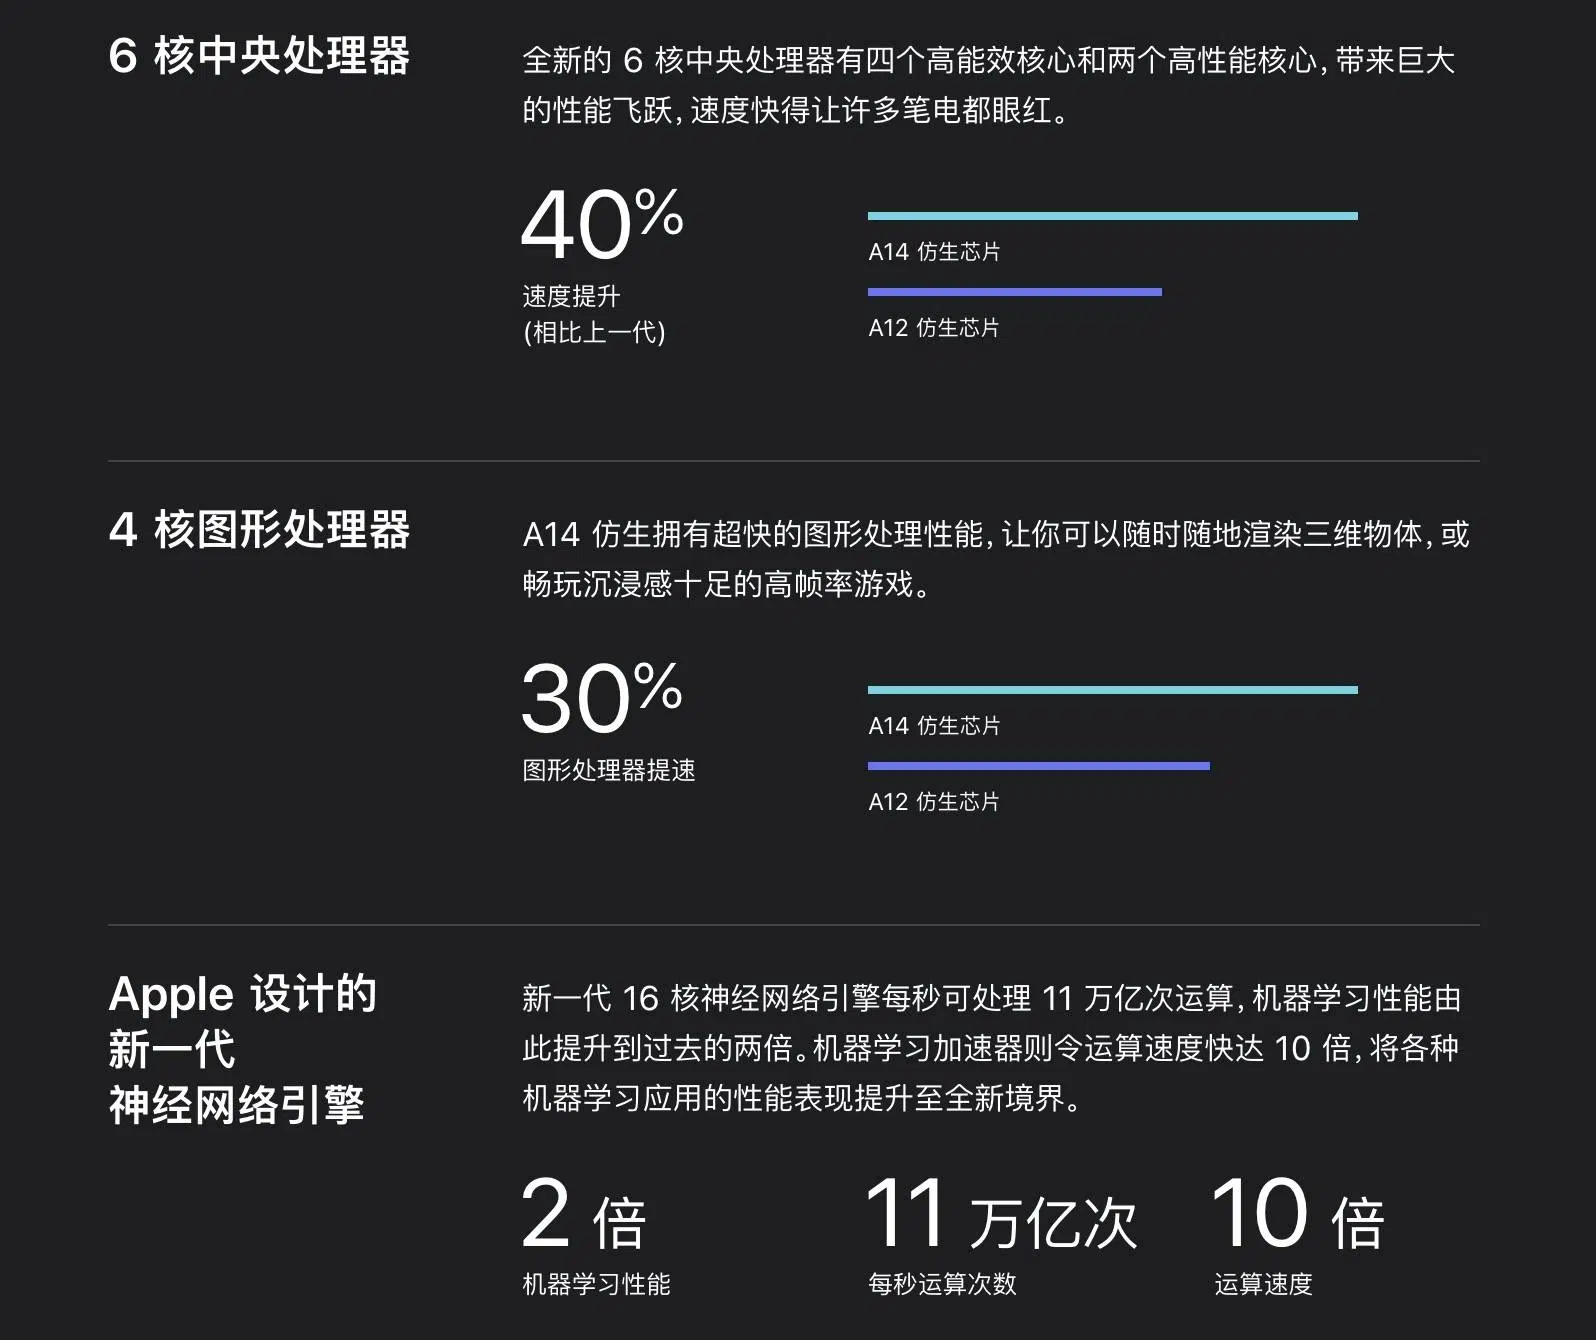 6 核中央处理器
全新的 6 核中央处理器有四个高能效核心和两个高性能核心，带来巨大
的性能飞跃，速度快得让许多笔电都眼红。
40%
速度提升
(相比上一代)
A14 仿生芯片
A12 仿生芯片
4 核图形处理器
A14 仿生拥有超快的图形处理性能，让你可以随时随地渲染三维物体，或
畅玩沉浸感十足的高帧率游戏。
30%
图形处理器提速
A14 仿生芯片
A12 仿生芯片
Apple 设计的
新一代
神经网络引擎
新一代 16 核神经网络引擎每秒可处理 11 万亿次运算，机器学习性能由
此提升到过去的两倍。机器学习加速器则令运算速度快达 10 倍，将各种
机器学习应用的性能表现提升至全新境界。
2 倍
机器学习性能
11 万亿次
每秒运算次数
10 倍
运算速度